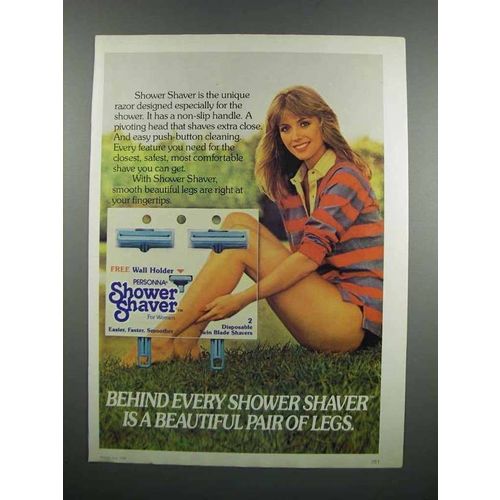 Shower Shaver is the unique
razor designed especially for the
shower. It has a non-slip handle. A
pivoting head that shaves extra close.
And easy push-button cleaning.
Every feature you need for the
closest, safest, most comfortable
shave you can get.
With Shower Shaver,
smooth beautiful legs are right at
your fingertips.
FREE Wall Holder
PERSONNA
Shower
Shaver
For Women
Easier, Faster, Smoother
2
Disposable
Twin Blade Shavers
BEHIND EVERY SHOWER SHAVER
IS A BEAUTIFUL PAIR OF LEGS.